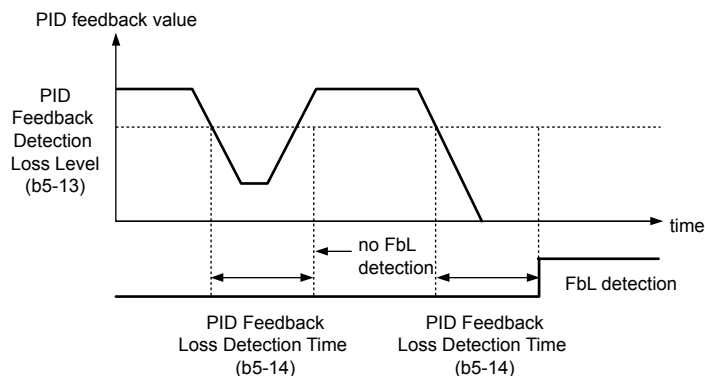 PID feedback value
PID
Feedback
Detection
Loss Level
(b5-13)
time
no FbL
detection
FbL detection
PID Feedback
Loss Detection Time
(b5-14)
PID Feedback
Loss Detection Time
(b5-14)